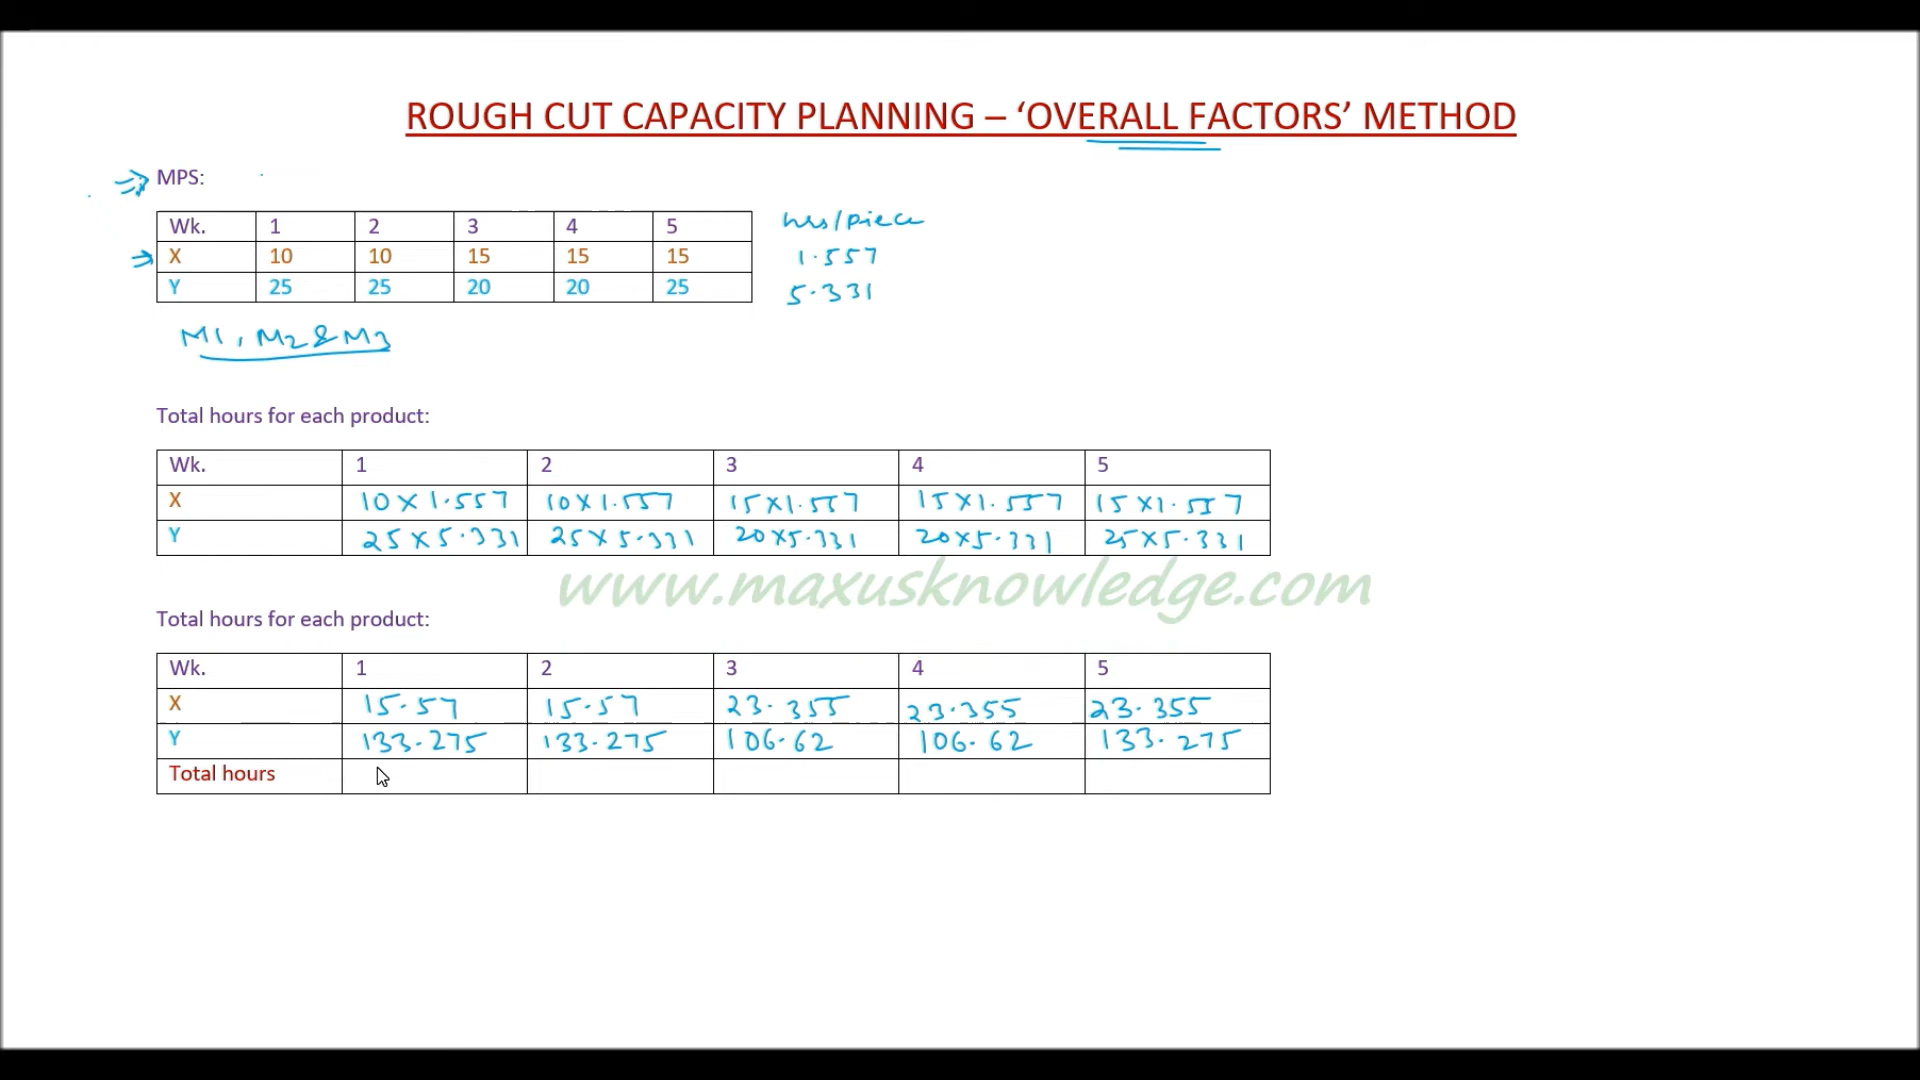 ROUGH CUT CAPACITY PLANNING – ‘OVERALL FACTORS’ METHOD
MPS:
Wk. 1 2 3 4 5 hrs/piece
X 10 10 15 15 15 1.557
Y 25 25 20 20 25 5.331
M1, M2 & M3
Total hours for each product:
Wk. 1 2 3 4 5
X 10 X 1.557 10 X 1.557 15 X 1.557 15 X 1.557 15 X 1.557
Y 25 X 5.331 25 X 5.331 20 X 5.331 20 X 5.331 25 X 5.331
www.maxusknowledge.com
Total hours for each product:
Wk. 1 2 3 4 5
X 15.57 15.57 23.355 23.355 23.355
Y 133.275 133.275 106.62 106.62 133.275
Total hours